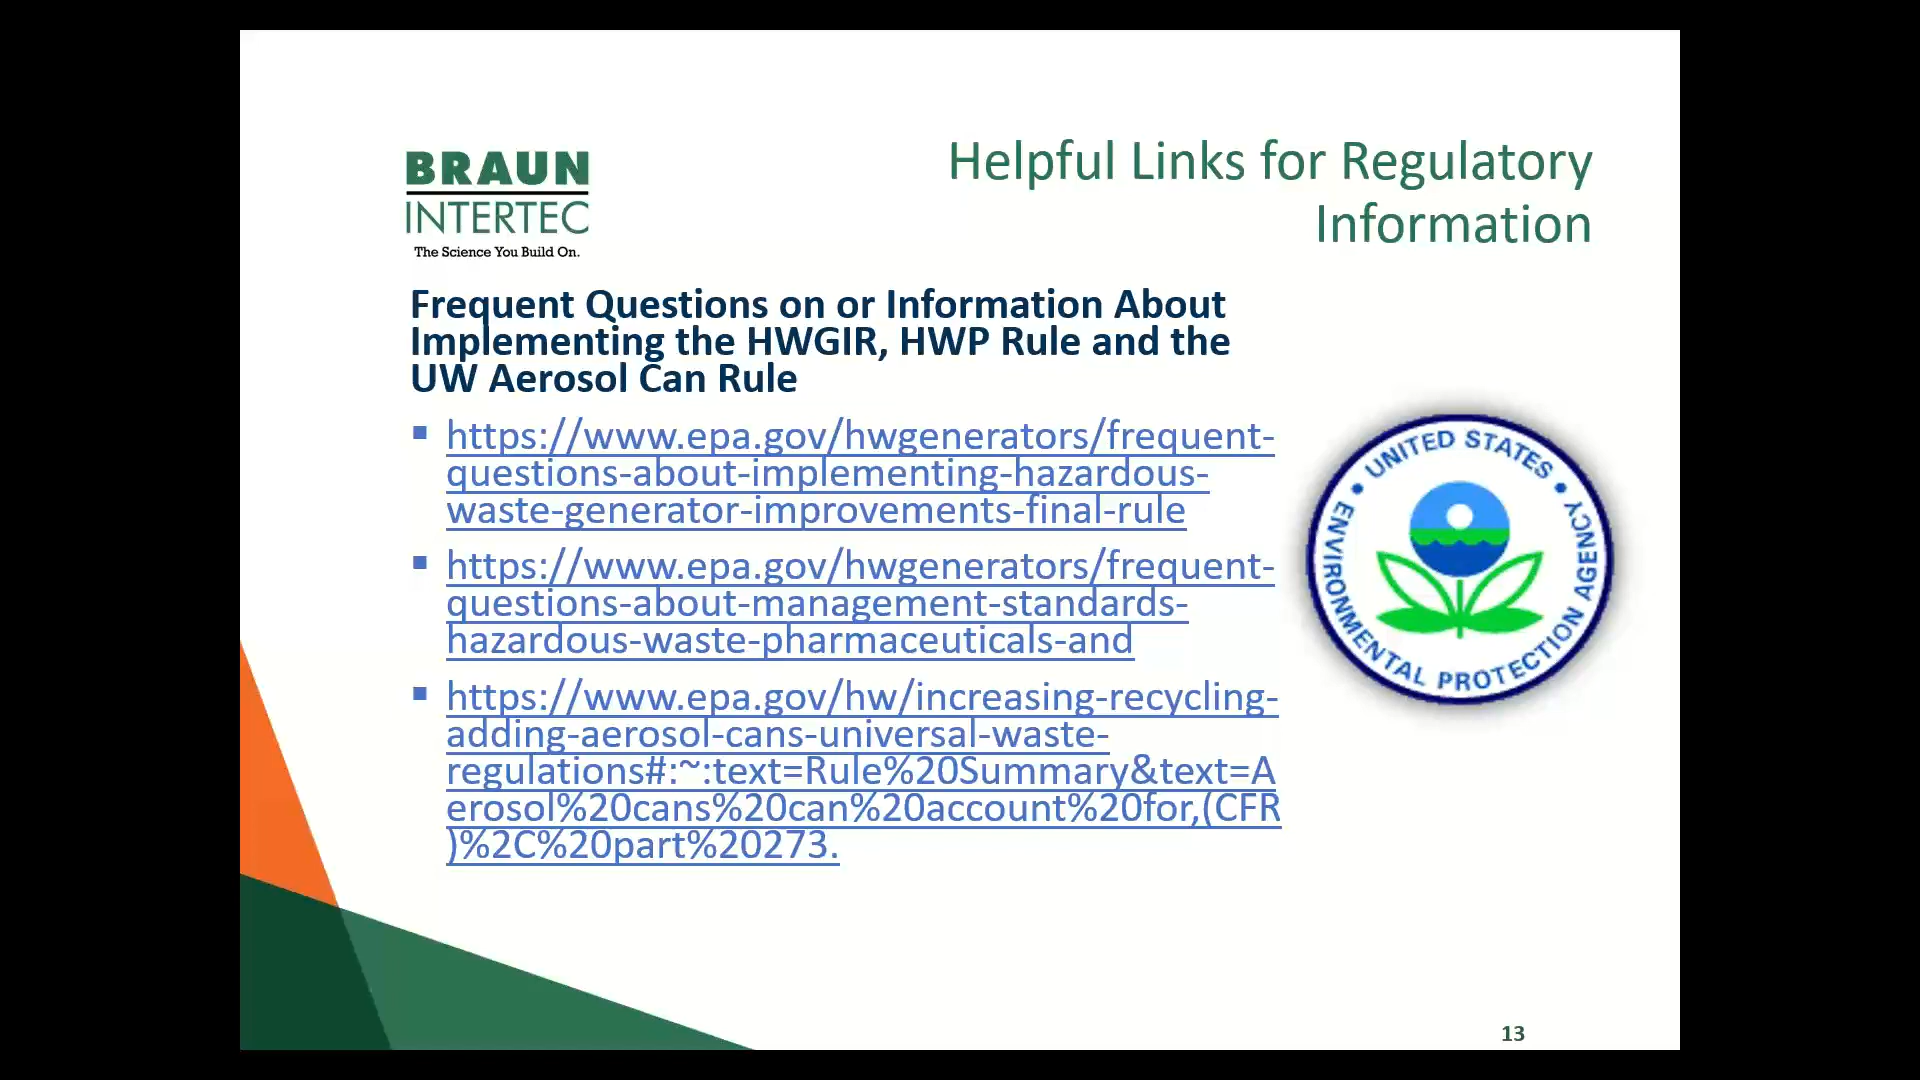 BRAUN
INTERTEC
The Science You Build On.
Helpful Links for Regulatory
Information
Frequent Questions on or Information About
Implementing the HWGIR, HWP Rule and the
UW Aerosol Can Rule
https://www.epa.gov/hwgenerators/frequent-
questions-about-implementing-hazardous-
waste-generator-improvements-final-rule
https://www.epa.gov/hwgenerators/frequent-
questions-about-management-standards-
hazardous-waste-pharmaceuticals-and
https://www.epa.gov/hw/increasing-recycling-
adding-aerosol-cans-universal-waste-
regulations#:~:text=Rule%20Summary&text=A
erosol%20cans%20can%20account%20for,(CFR
)%2C%20part%20273.
UNITED STATES
ENVIRONMENTAL PROTECTION AGENCY
13